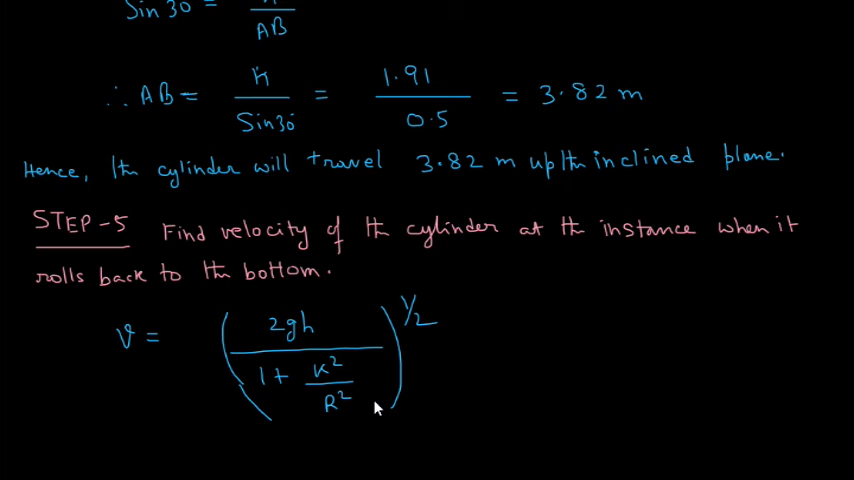 Sin 30 =
AB
∴ AB = h / Sin30 = 1.91 / 0.5 = 3.82 m
Hence, the cylinder will travel 3.82 m up the inclined plane.
STEP-5 Find velocity of the cylinder at the instance when it
rolls back to the bottom.
v = ( 2gh / 1 + K² / R² )^1/2